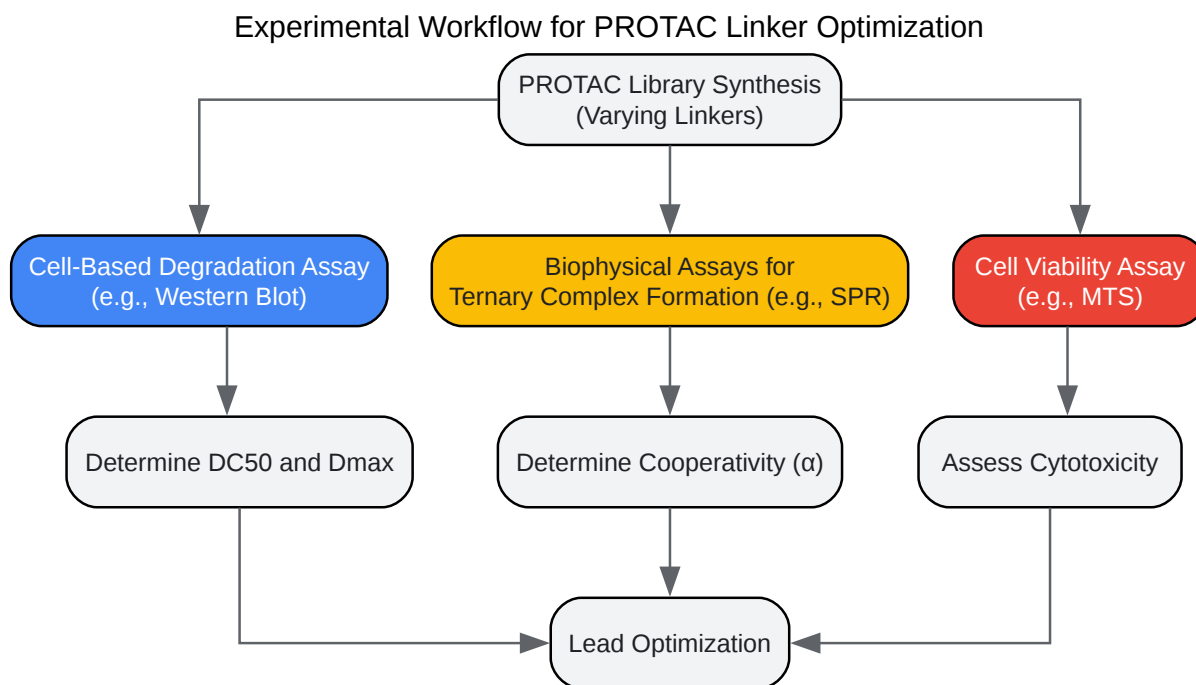 Experimental Workflow for PROTAC Linker Optimization
PROTAC Library Synthesis
(Varying Linkers)
Cell-Based Degradation Assay
(e.g., Western Blot)
Biophysical Assays for
Ternary Complex Formation (e.g., SPR)
Cell Viability Assay
(e.g., MTS)
Determine DC50 and Dmax
Determine Cooperativity (α)
Assess Cytotoxicity
Lead Optimization